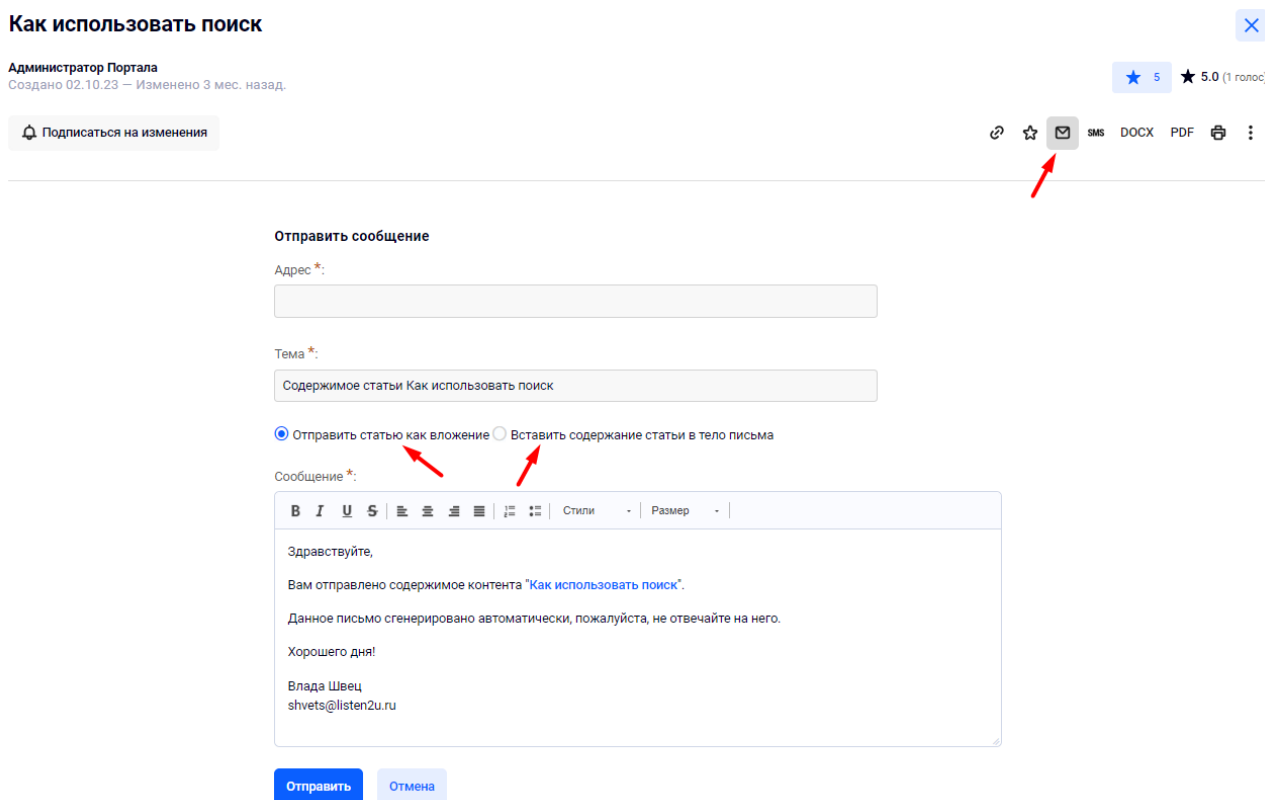 Как использовать поиск
Администратор Портала
Создано 02.10.23 — Изменено 3 мес. назад.
5 5.0 (1 голос)
Подписаться на изменения
SMS DOCX PDF
Отправить сообщение
Адрес *:
Тема *:
Содержимое статьи Как использовать поиск
Отправить статью как вложение Вставить содержание статьи в тело письма
Сообщение *:
B I U S Стили Размер
Здравствуйте,
Вам отправлено содержимое контента "Как использовать поиск".
Данное письмо сгенерировано автоматически, пожалуйста, не отвечайте на него.
Хорошего дня!
Влада Швец
shvets@listen2u.ru
Отправить Отмена